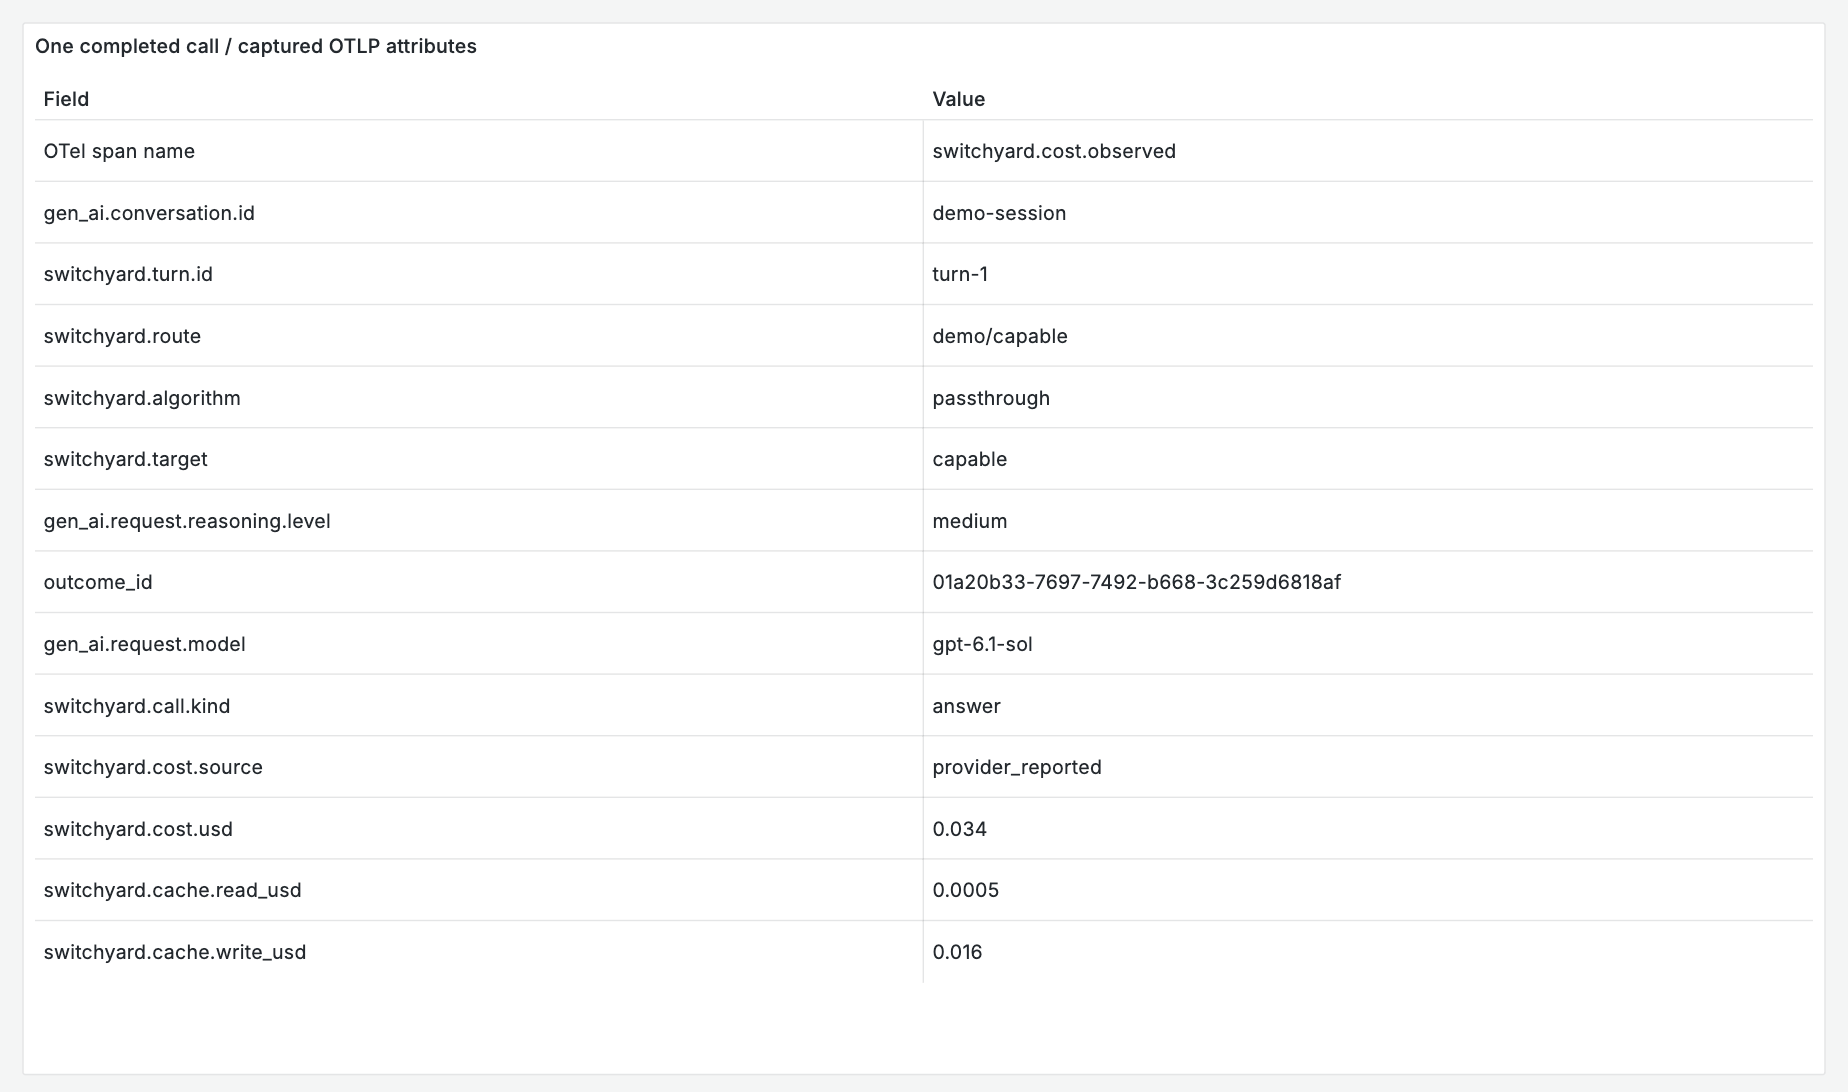 One completed call / captured OTLP attributes
Field Value
OTel span name switchyard.cost.observed
gen_ai.conversation.id demo-session
switchyard.turn.id turn-1
switchyard.route demo/capable
switchyard.algorithm passthrough
switchyard.target capable
gen_ai.request.reasoning.level medium
outcome_id 01a20b33-7697-7492-b668-3c259d6818af
gen_ai.request.model gpt-6.1-sol
switchyard.call.kind answer
switchyard.cost.source provider_reported
switchyard.cost.usd 0.034
switchyard.cache.read_usd 0.0005
switchyard.cache.write_usd 0.016